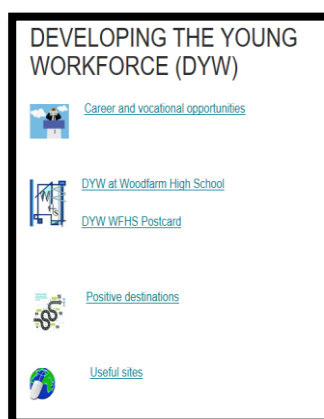 DEVELOPING THE YOUNG
WORKFORCE (DYW)
Career and vocational opportunities
DYW at Woodfarm High School
DYW WFHS Postcard
Positive destinations
Useful sites